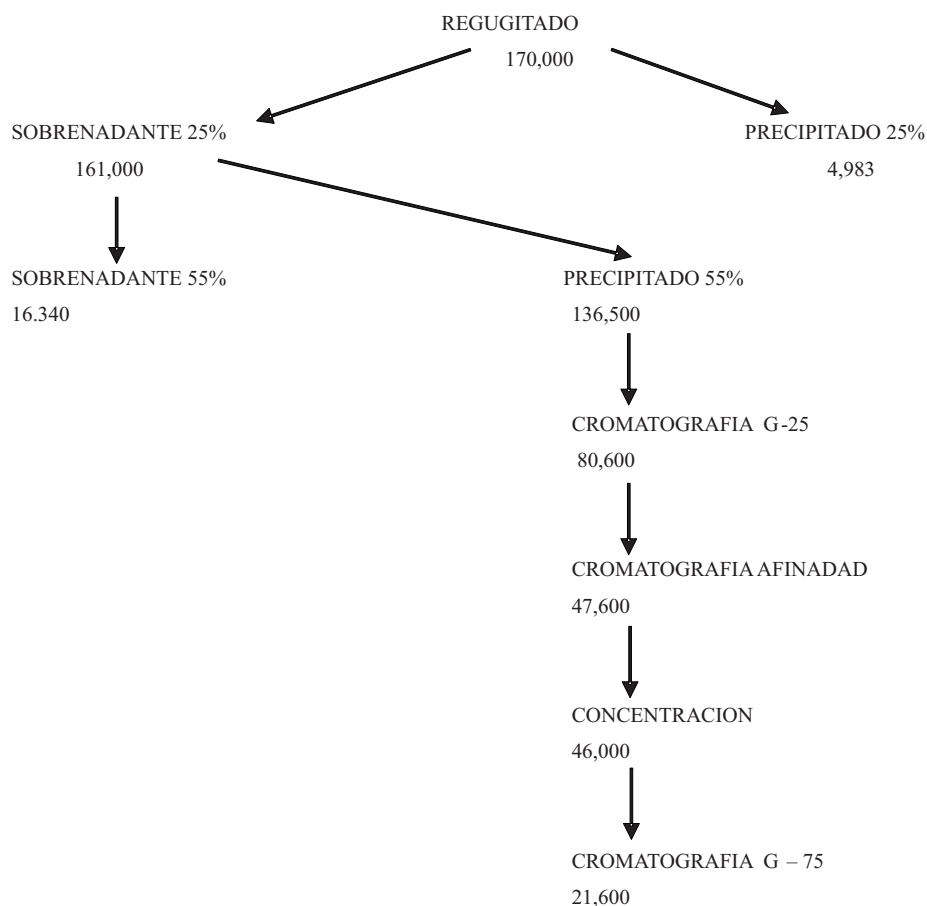 REGUGITADO
170,000
SOBRENADANTE 25%
161,000
PRECIPITADO 25%
4,983
SOBRENADANTE 55%
16.340
PRECIPITADO 55%
136,500
CROMATOGRAFIA G-25
80,600
CROMATOGRAFIA AFINADAD
47,600
CONCENTRACION
46,000
CROMATOGRAFIA G – 75
21,600